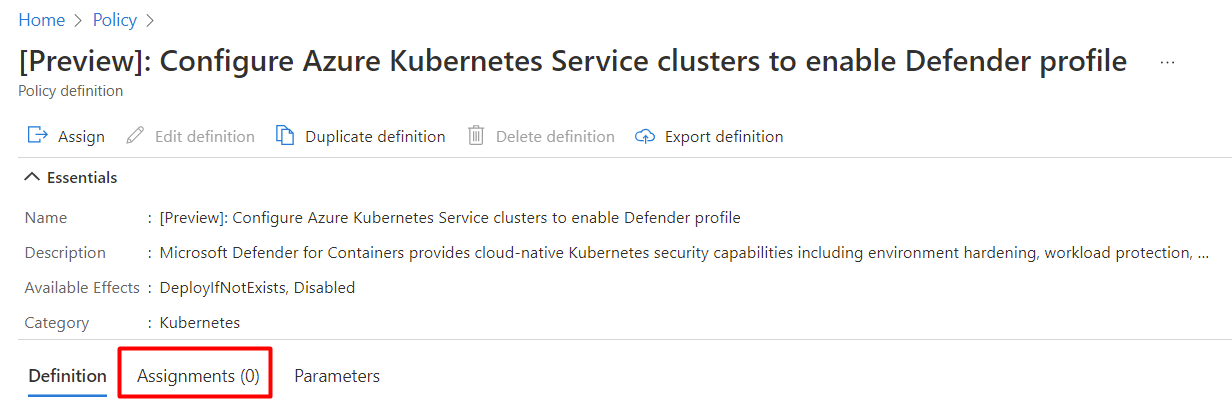 Home > Policy >
[Preview]: Configure Azure Kubernetes Service clusters to enable Defender profile ...
Policy definition
Assign Edit definition Duplicate definition Delete definition Export definition
Essentials
Name : [Preview]: Configure Azure Kubernetes Service clusters to enable Defender profile
Description : Microsoft Defender for Containers provides cloud-native Kubernetes security capabilities including environment hardening, workload protection, ...
Available Effects : DeployIfNotExists, Disabled
Category : Kubernetes
Definition Assignments (0) Parameters